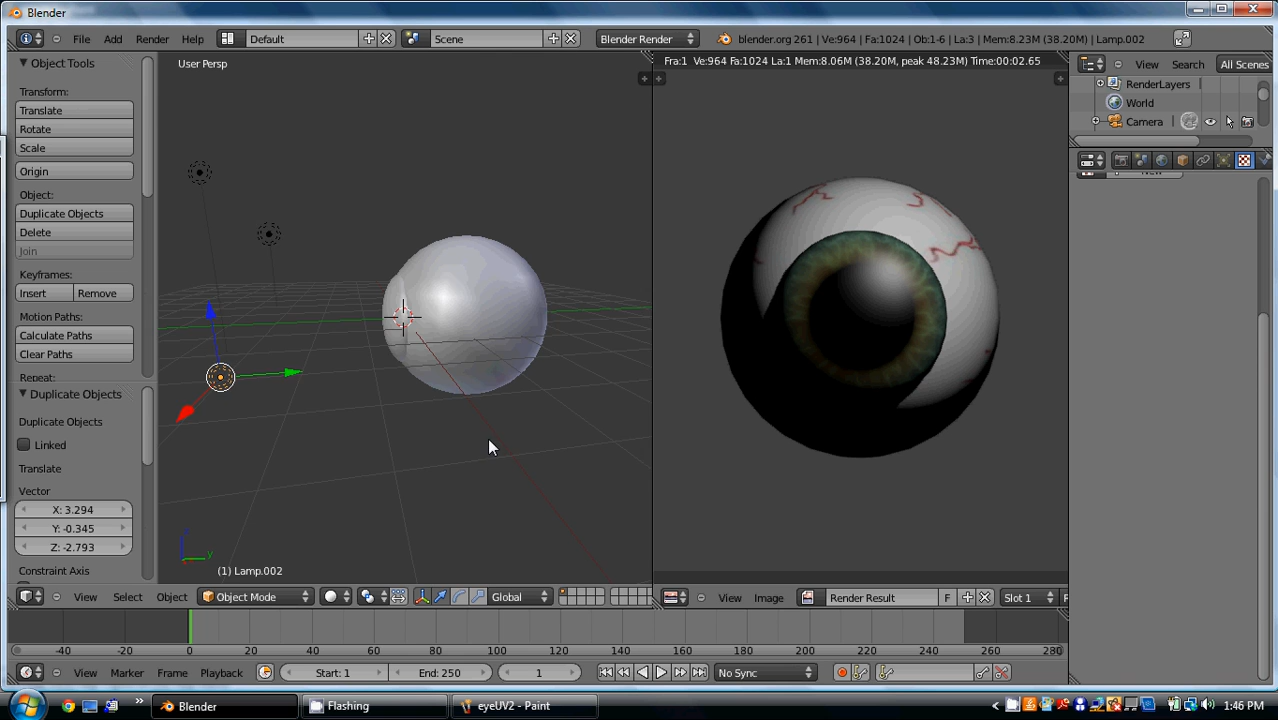 Blender
File Add Render Help Default Scene Blender Render blender.org 261 | Ve:964 | Fa:1024 | Ob:1-6 | La:3 | Mem:8.23M (38.20M) | Lamp.002
Object Tools
User Persp
Fra:1 Ve:964 Fa:1024 La:1 Mem:8.06M (38.20M, peak 48.23M) Time:00:02.65
View Search All Scenes
RenderLayers
World
Camera
New
Transform:
Translate
Rotate
Scale
Origin
Object:
Duplicate Objects
Delete
Join
Keyframes:
Insert Remove
Motion Paths:
Calculate Paths
Clear Paths
Repeat:
Duplicate Objects
Duplicate Objects
Linked
Translate
Vector
X: 3.294
Y: -0.345
Z: -2.793
Constraint Axis
z
y
(1) Lamp.002
View Select Object Object Mode Global
View Image Render Result F Slot 1
-40 -20 0 20 40 60 80 100 120 140 160 180 200 220 240 260 280
View Marker Frame Playback Start: 1 End: 250 1 No Sync
Blender Flashing eyeUV2 - Paint 1:46 PM